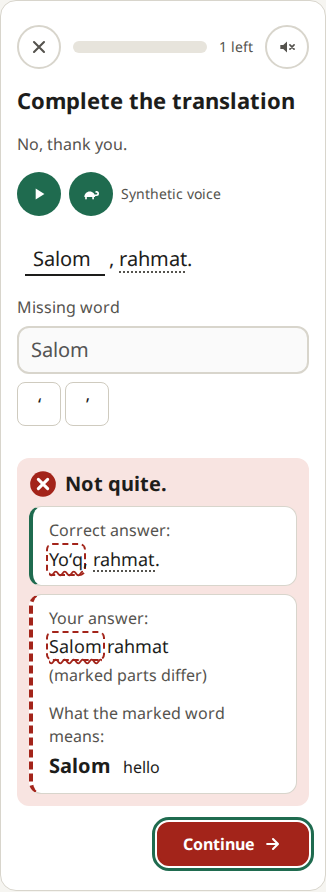 1 left
Complete the translation
No, thank you.
Synthetic voice
Salom , rahmat.
Missing word
Salom
ʻ ʼ
Not quite.
Correct answer:
Yoʻq, rahmat.
Your answer:
Salom rahmat
(marked parts differ)
What the marked word
means:
Salom hello
Continue